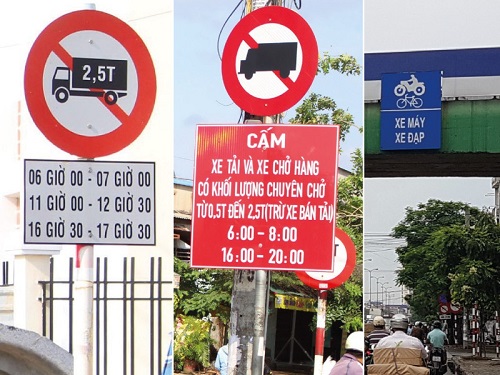 2,5T
06 GIỜ 00 - 07 GIỜ 00
11 GIỜ 00 - 12 GIỜ 30
16 GIỜ 30 - 17 GIỜ 30
CẤM
XE TẢI VÀ XE CHỞ HÀNG
CÓ KHỐI LƯỢNG CHUYÊN CHỞ
TỪ 0,5T ĐẾN 2,5T(TRỪ XE BÁN TẢI)
6:00 - 8:00
16:00 - 20:00
XE MÁY
XE ĐẠP